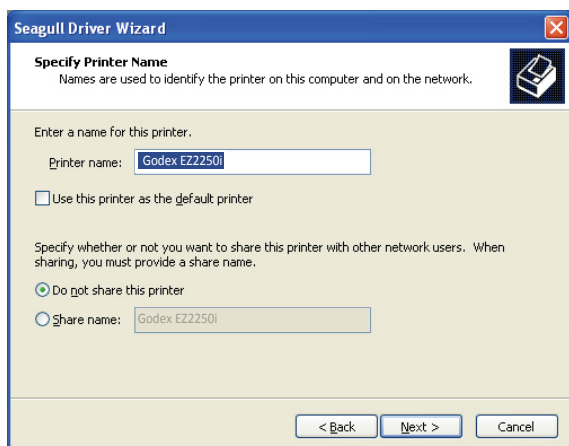 Seagull Driver Wizard
Specify Printer Name
Names are used to identify the printer on this computer and on the network.
Enter a name for this printer.
Printer name: Godex EZ2250i
Use this printer as the default printer
Specify whether or not you want to share this printer with other network users. When
sharing, you must provide a share name.
Do not share this printer
Share name: Godex EZ2250i
< Back Next > Cancel